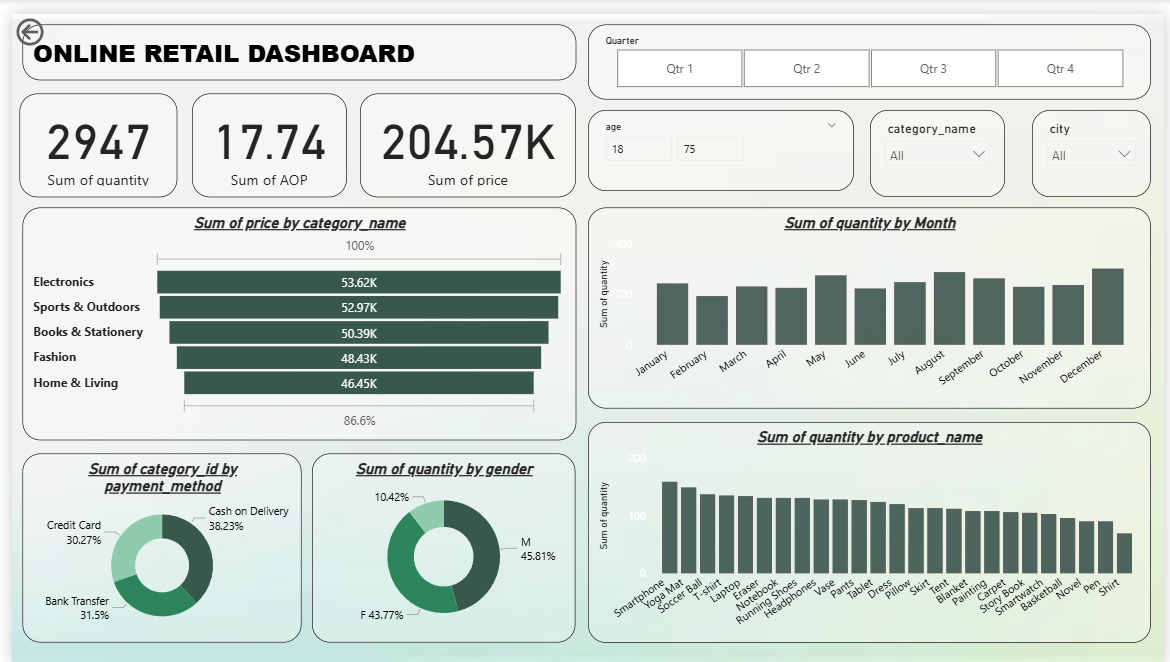 ONLINE RETAIL DASHBOARD
Quarter
Qtr 1
Qtr 2
Qtr 3
Qtr 4
2947
Sum of quantity
17.74
Sum of AOP
204.57K
Sum of price
age
18
75
category_name
All
city
All
Sum of price by category_name
100%
Electronics
53.62K
Sports & Outdoors
52.97K
Books & Stationery
50.39K
Fashion
48.43K
Home & Living
46.45K
86.6%
Sum of quantity by Month
Sum of quantity
400
200
0
January
February
March
April
May
June
July
August
September
October
November
December
Sum of category_id by
payment_method
Credit Card
30.27%
Cash on Delivery
38.23%
Bank Transfer
31.5%
Sum of quantity by gender
10.42%
M
45.81%
F 43.77%
Sum of quantity by product_name
Sum of quantity
200
100
0
Smartphone
Yoga Mat
Soccer Ball
T-shirt
Laptop
Eraser
Notebook
Running Shoes
Headphones
Vase
Pants
Tablet
Dress
Pillow
Skirt
Tent
Blanket
Painting
Carpet
Story Book
Smartwatch
Basketball
Novel
Pen
Shirt